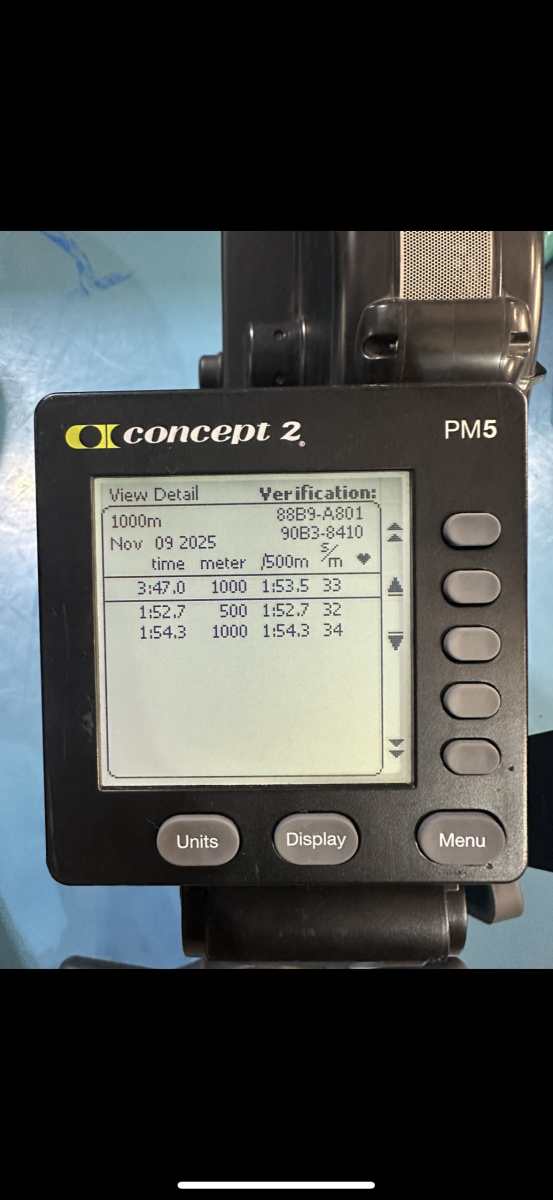 concept 2®
PM5
View Detail Verification:
1000m 88B9-A801
90B3-8410
Nov 09 2025
time meter /500m s/m ♥
3:47.0 1000 1:53.5 33
1:52.7 500 1:52.7 32
1:54.3 1000 1:54.3 34
Units Display Menu